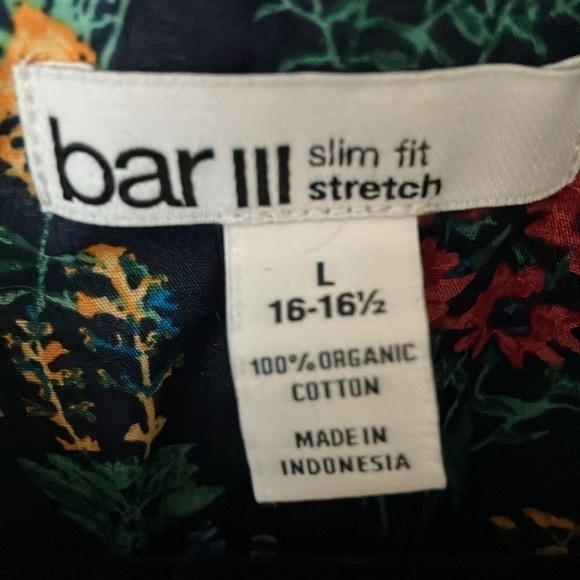 bar III slim fit
stretch
L
16-16½
100% ORGANIC
COTTON
MADE IN
INDONESIA